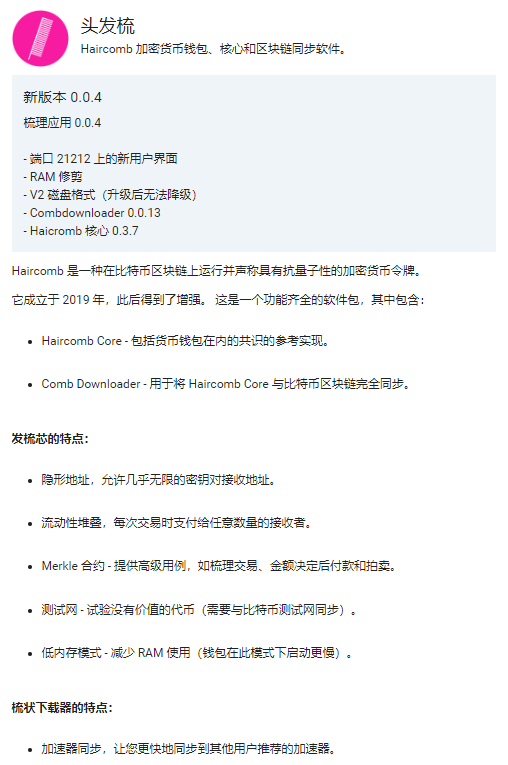 头发梳
Haircomb 加密货币钱包、核心和区块链同步软件。
新版本 0.0.4
梳理应用 0.0.4
- 端口 21212 上的新用户界面
- RAM 修剪
- V2 磁盘格式（升级后无法降级）
- Combdownloader 0.0.13
- Haicromb 核心 0.3.7
Haircomb 是一种在比特币区块链上运行并声称具有抗量子性的加密货币令牌。
它成立于 2019 年，此后得到了增强。 这是一个功能齐全的软件包，其中包含：
• Haircomb Core - 包括货币钱包在内的共识的参考实现。
• Comb Downloader - 用于将 Haircomb Core 与比特币区块链完全同步。
发梳芯的特点：
• 隐形地址，允许几乎无限的密钥对接收地址。
• 流动性堆叠，每次交易时支付给任意数量的接收者。
• Merkle 合约 - 提供高级用例，如梳理交易、金额决定后付款和拍卖。
• 测试网 - 试验没有价值的代币（需要与比特币测试网同步）。
• 低内存模式 - 减少 RAM 使用（钱包在此模式下启动更慢）。
梳状下载器的特点：
• 加速器同步，让您更快地同步到其他用户推荐的加速器。